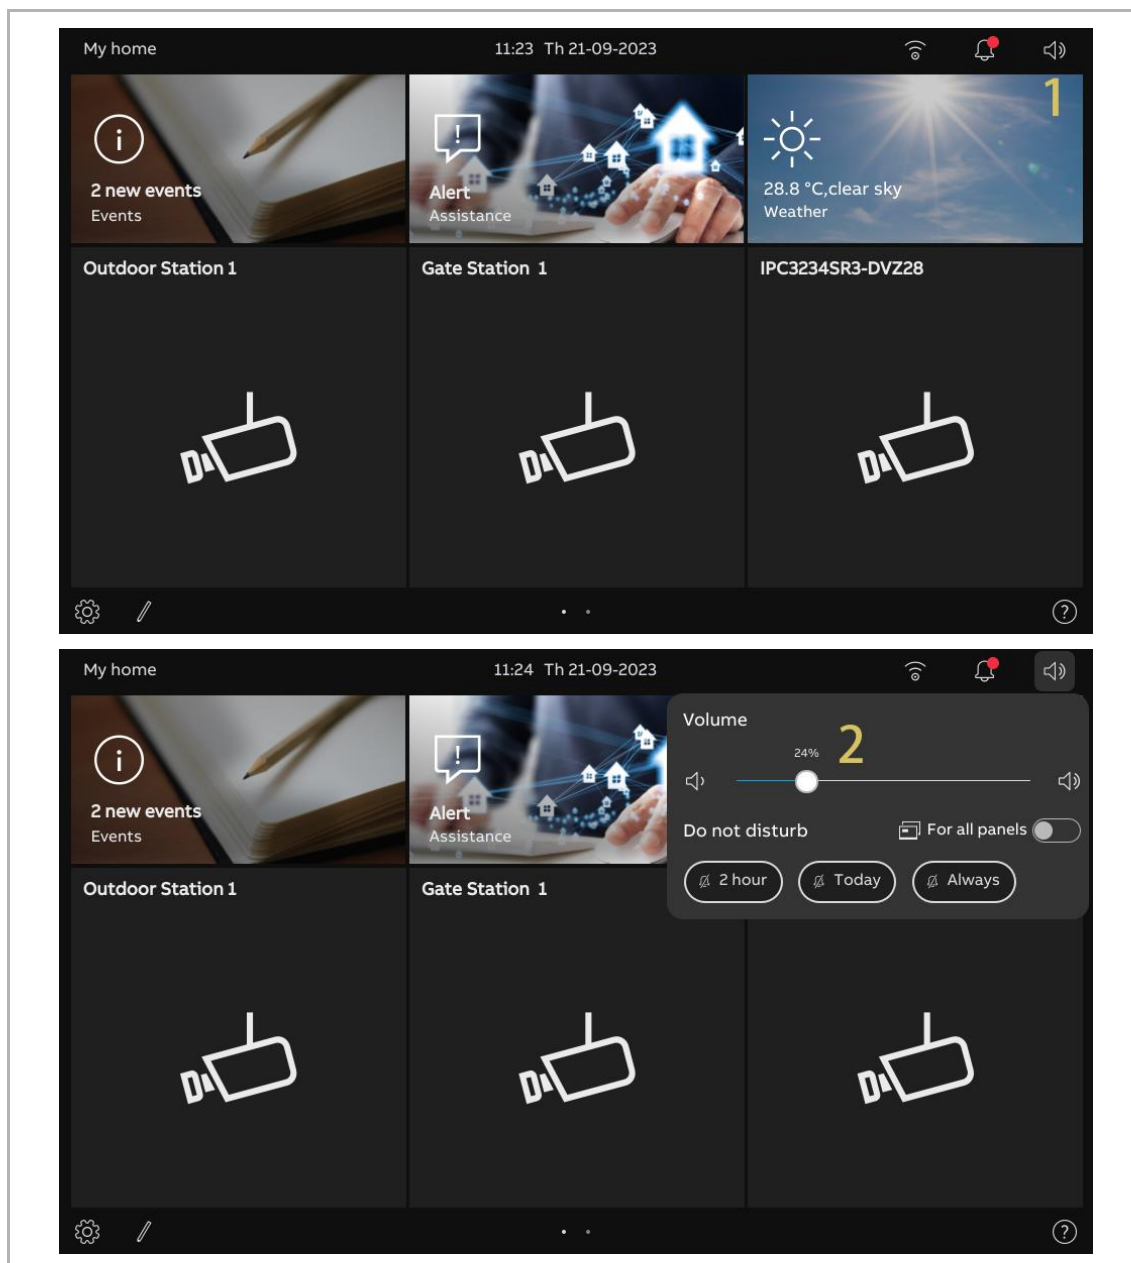 My home 11:23 Th 21-09-2023
1
2 new events
Events
Alert
Assistance
28.8 °C,clear sky
Weather
Outdoor Station 1
Gate Station 1
IPC3234SR3-DVZ28
My home 11:24 Th 21-09-2023
2 new events
Events
Alert
Assistance
Volume
24%
2
Do not disturb
For all panels
2 hour
Today
Always
Outdoor Station 1
Gate Station 1